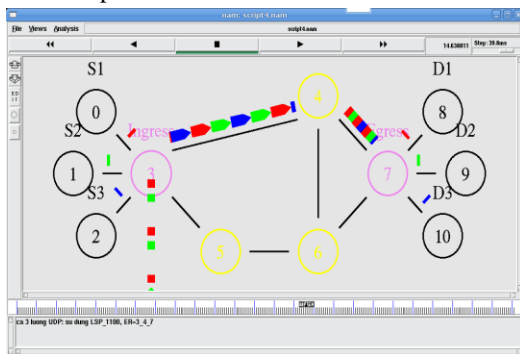 nam: script4.nam
File Views Analysis script4.nam
14.638011 Step: 39.8ms
S1 D1
0 4 8
S2 Ingress Egress D2
1 3 7 9
S3 D3
2 5 6 10
ca 3 luong UDP: su dung LSP_1100, ER=3_4_7